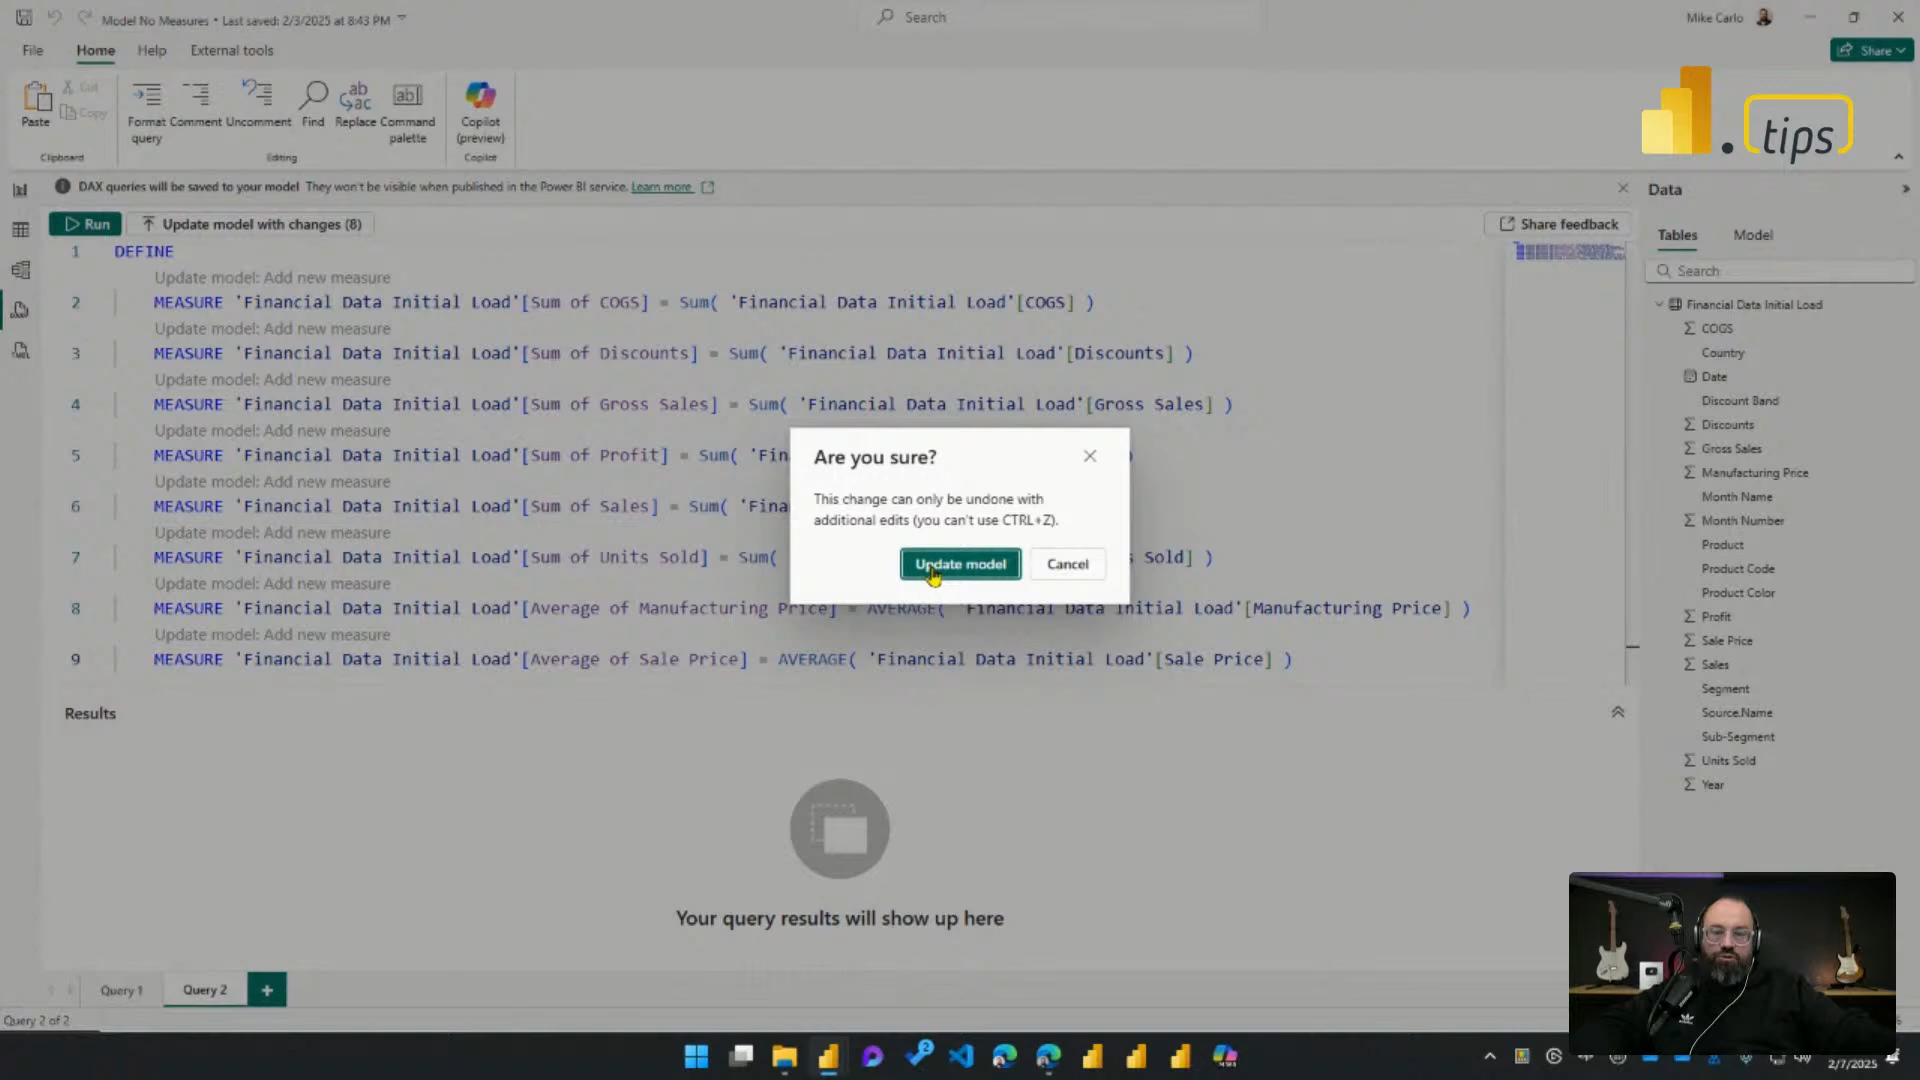 Model No Measures • Last saved: 2/3/2025 at 8:43 PM
Search
Mike Carlo
File Home Help External tools
Share
Paste
Cut
Copy
Format query
Comment
Uncomment
Find
Replace
Command palette
Copilot (preview)
Clipboard
Editing
Copilot
. tips
DAX queries will be saved to your model They won't be visible when published in the Power BI service. Learn more
Run
Update model with changes (8)
Share feedback
1 DEFINE
Update model: Add new measure
2 MEASURE 'Financial Data Initial Load'[Sum of COGS] = Sum( 'Financial Data Initial Load'[COGS] )
Update model: Add new measure
3 MEASURE 'Financial Data Initial Load'[Sum of Discounts] = Sum( 'Financial Data Initial Load'[Discounts] )
Update model: Add new measure
4 MEASURE 'Financial Data Initial Load'[Sum of Gross Sales] = Sum( 'Financial Data Initial Load'[Gross Sales] )
Update model: Add new measure
5 MEASURE 'Financial Data Initial Load'[Sum of Profit] = Sum( 'Fin )
Update model: Add new measure
6 MEASURE 'Financial Data Initial Load'[Sum of Sales] = Sum( 'Fina
Update model: Add new measure
7 MEASURE 'Financial Data Initial Load'[Sum of Units Sold] = Sum( Sold] )
Update model: Add new measure
8 MEASURE 'Financial Data Initial Load'[Average of Manufacturing Price] = AVERAGE( 'Financial Data Initial Load'[Manufacturing Price] )
Update model: Add new measure
9 MEASURE 'Financial Data Initial Load'[Average of Sale Price] = AVERAGE( 'Financial Data Initial Load'[Sale Price] )
Are you sure?
This change can only be undone with
additional edits (you can't use CTRL+Z).
Update model
Cancel
Results
Your query results will show up here
Query 1
Query 2
+
Query 2 of 2
Data
Tables
Model
Search
Financial Data Initial Load
COGS
Country
Date
Discount Band
Discounts
Gross Sales
Manufacturing Price
Month Name
Month Number
Product
Product Code
Product Color
Profit
Sale Price
Sales
Segment
Source.Name
Sub-Segment
Units Sold
Year
2
2/7/2025